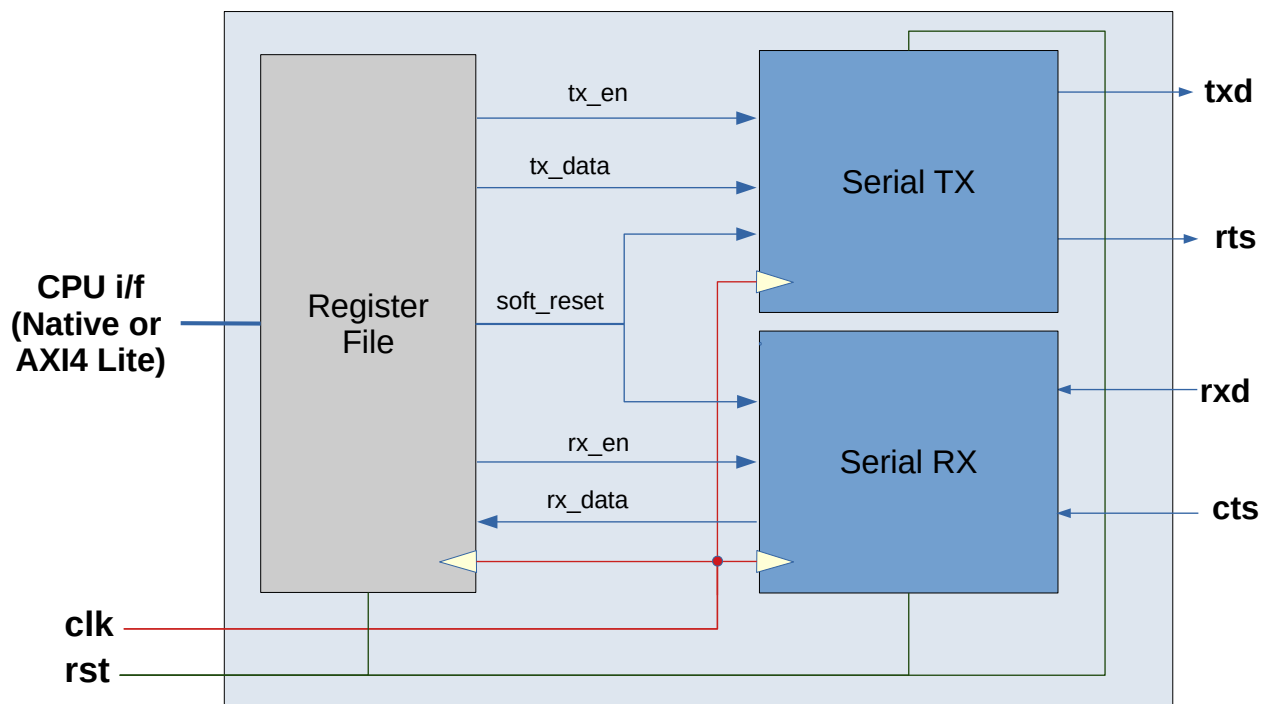 tx_en
txd
tx_data
Serial TX
rts
CPU i/f
(Native or
AXI4 Lite)
Register
File
soft_reset
rxd
rx_en
Serial RX
rx_data
cts
clk
rst